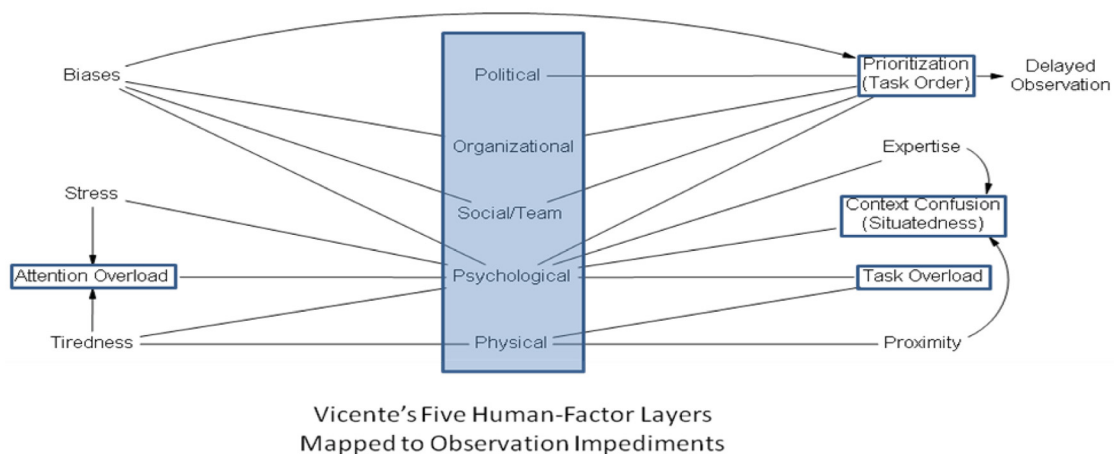 Biases
Political
Prioritization
(Task Order)
Delayed
Observation
Organizational
Expertise
Stress
Social/Team
Context Confusion
(Situatedness)
Attention Overload
Psychological
Task Overload
Tiredness
Physical
Proximity
Vicente's Five Human-Factor Layers
Mapped to Observation Impediments